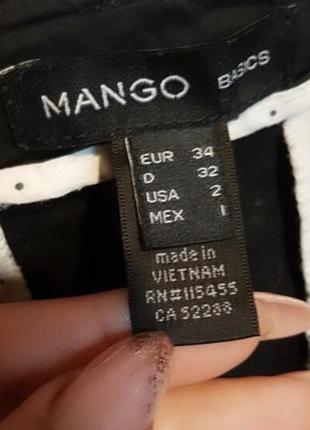 MANGO BASICS
EUR 34
D 32
USA 2
MEX 1
made in
VIETNAM
RN#115455
CA 52288